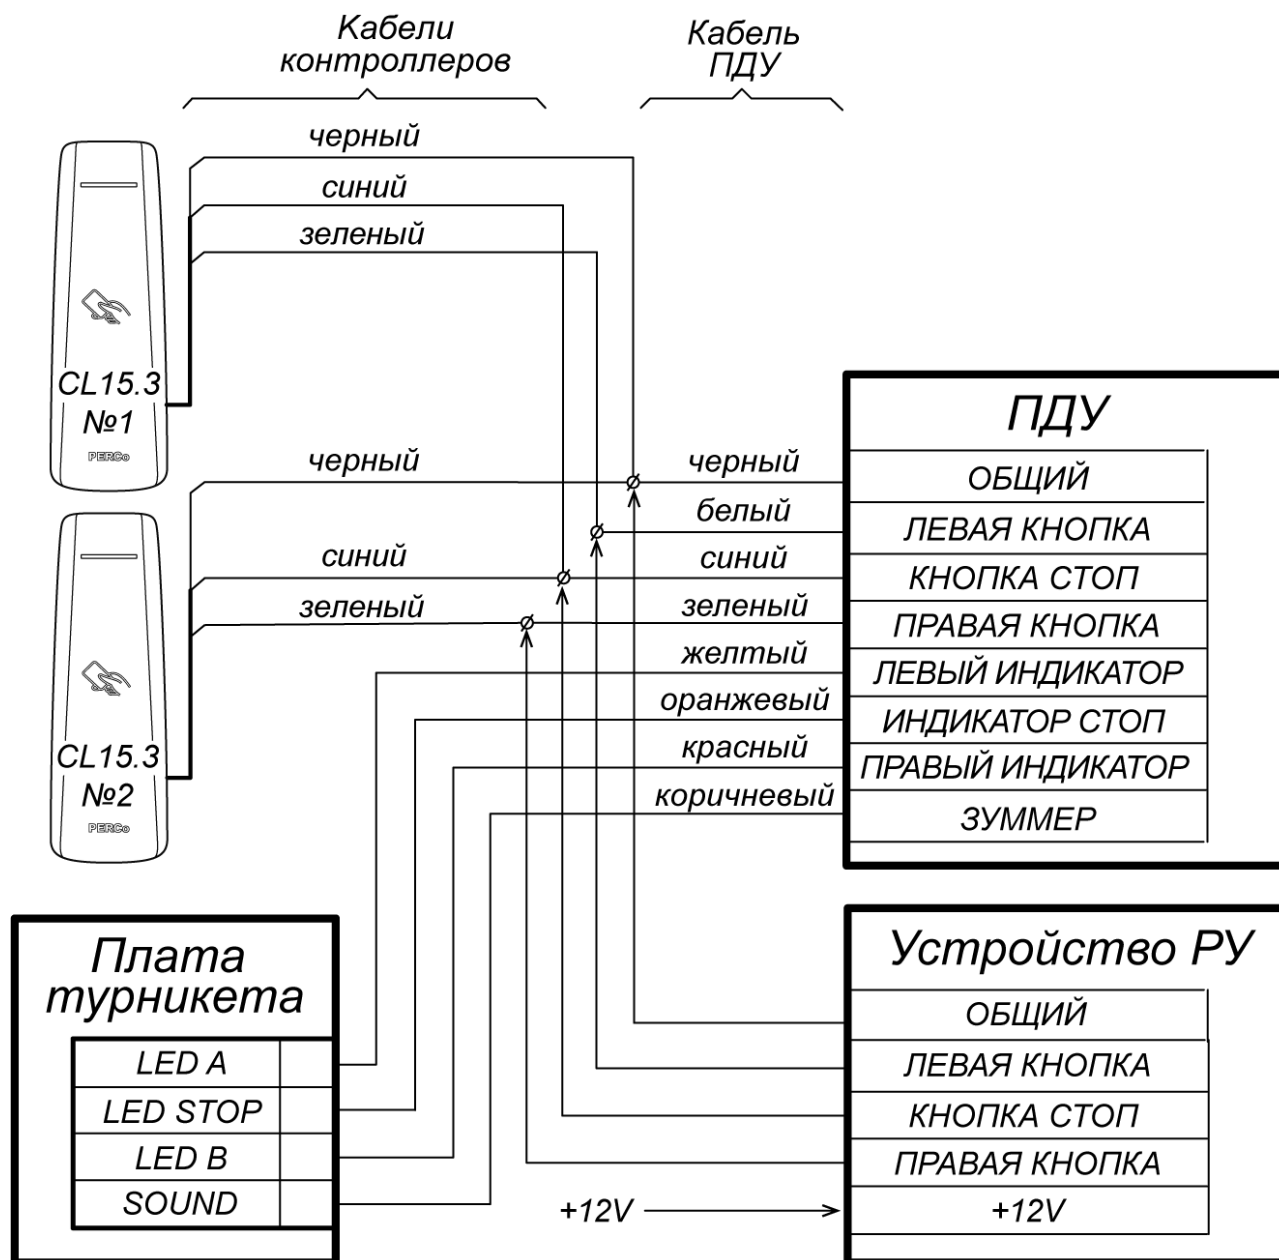 Кабели
контроллеров
Кабель
ПДУ
черный
синий
зеленый
CL15.3
№1
PERCo
черный
синий
зеленый
CL15.3
№2
PERCo
черный
белый
синий
зеленый
желтый
оранжевый
красный
коричневый
ПДУ
ОБЩИЙ
ЛЕВАЯ КНОПКА
КНОПКА СТОП
ПРАВАЯ КНОПКА
ЛЕВЫЙ ИНДИКАТОР
ИНДИКАТОР СТОП
ПРАВЫЙ ИНДИКАТОР
ЗУММЕР
Плата
турникета
LED A
LED STOP
LED B
SOUND
Устройство РУ
ОБЩИЙ
ЛЕВАЯ КНОПКА
КНОПКА СТОП
ПРАВАЯ КНОПКА
+12V
+12V